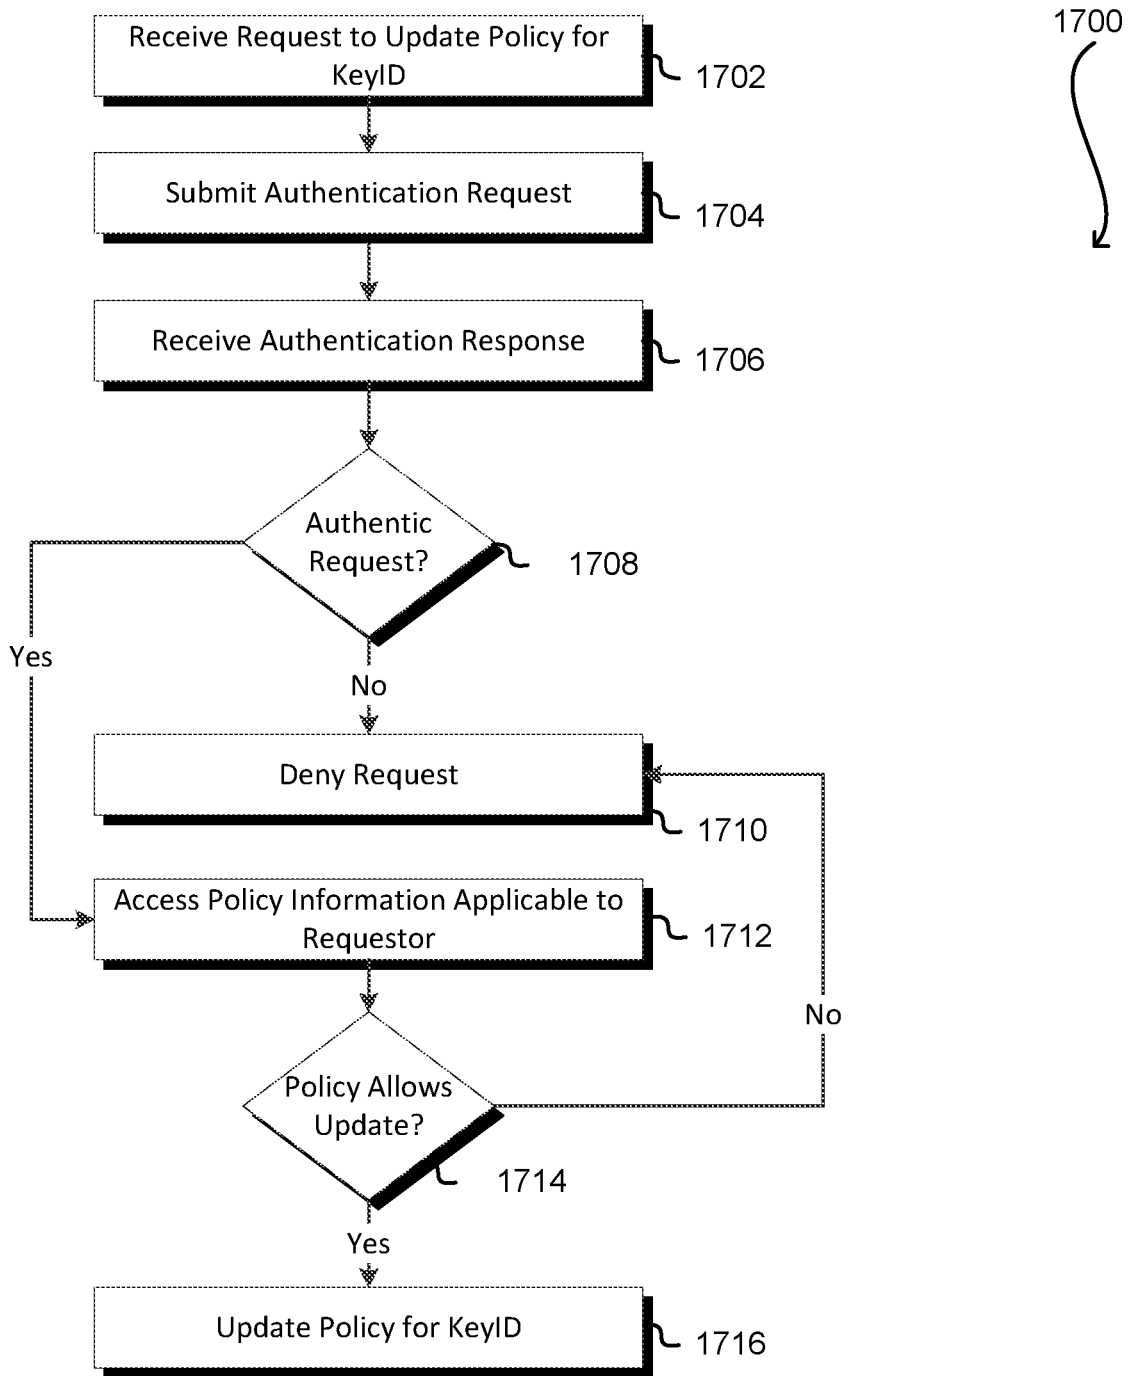 1700
Receive Request to Update Policy for
KeyID
1702
Submit Authentication Request
1704
Receive Authentication Response
1706
Authentic
Request?
1708
Yes
No
Deny Request
1710
Access Policy Information Applicable to
Requestor
1712
No
Policy Allows
Update?
1714
Yes
Update Policy for KeyID
1716